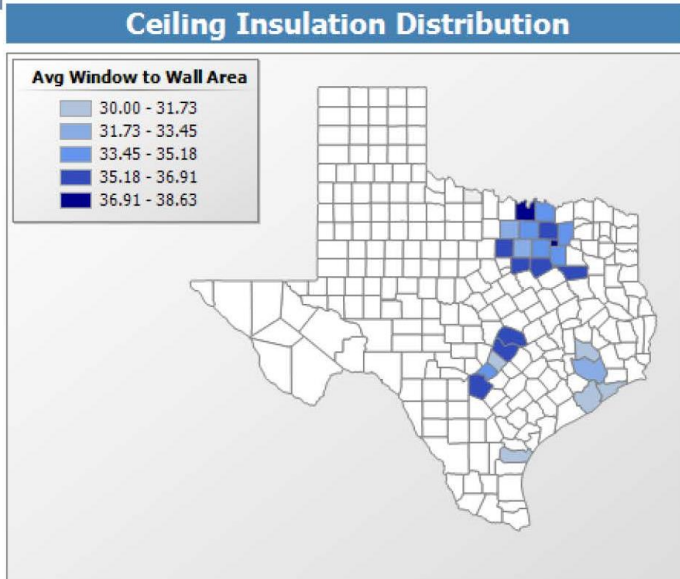 Ceiling Insulation Distribution
Avg Window to Wall Area
30.00 - 31.73
31.73 - 33.45
33.45 - 35.18
35.18 - 36.91
36.91 - 38.63